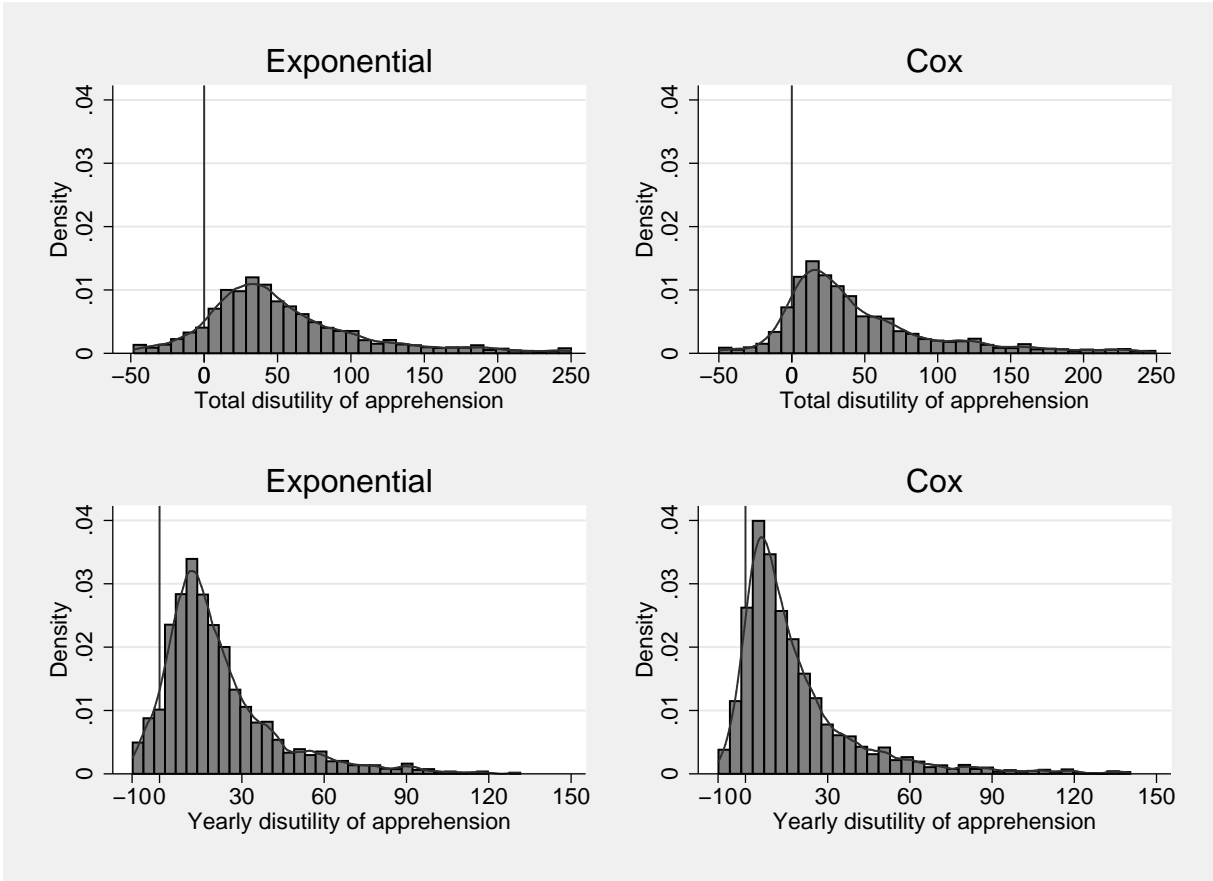 Exponential
.04
.03
.02
.01
0
Density
−50 0 0 50 100 150 200 250
Total disutility of apprehension
Cox
.04
.03
.02
.01
0
Density
−50 0 0 50 100 150 200 250
Total disutility of apprehension
Exponential
.04
.03
.02
.01
0
Density
−10 0 30 60 90 120 150
Yearly disutility of apprehension
Cox
.04
.03
.02
.01
0
Density
−10 0 30 60 90 120 150
Yearly disutility of apprehension